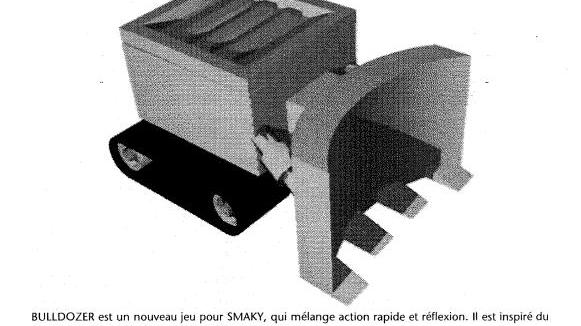 BULLDOZER est un nouveau jeu pour SMAKY, qui mélange action rapide et réflexion. Il est inspiré du